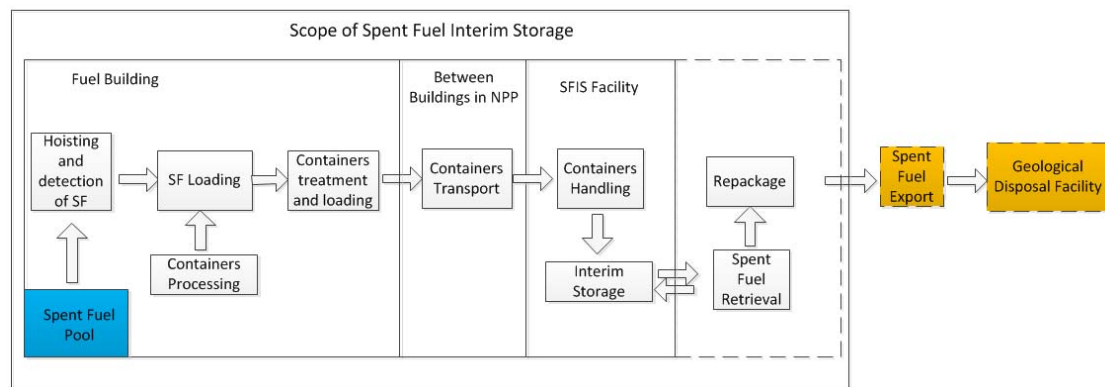 Scope of Spent Fuel Interim Storage
Fuel Building
Between
Buildings in NPP
SFIS Facility
Hoisting
and
detection
of SF
SF Loading
Containers
treatment
and loading
Containers
Transport
Containers
Handling
Repackage
Spent
Fuel
Export
Geological
Disposal Facility
Containers
Processing
Interim
Storage
Spent
Fuel
Retrieval
Spent Fuel
Pool